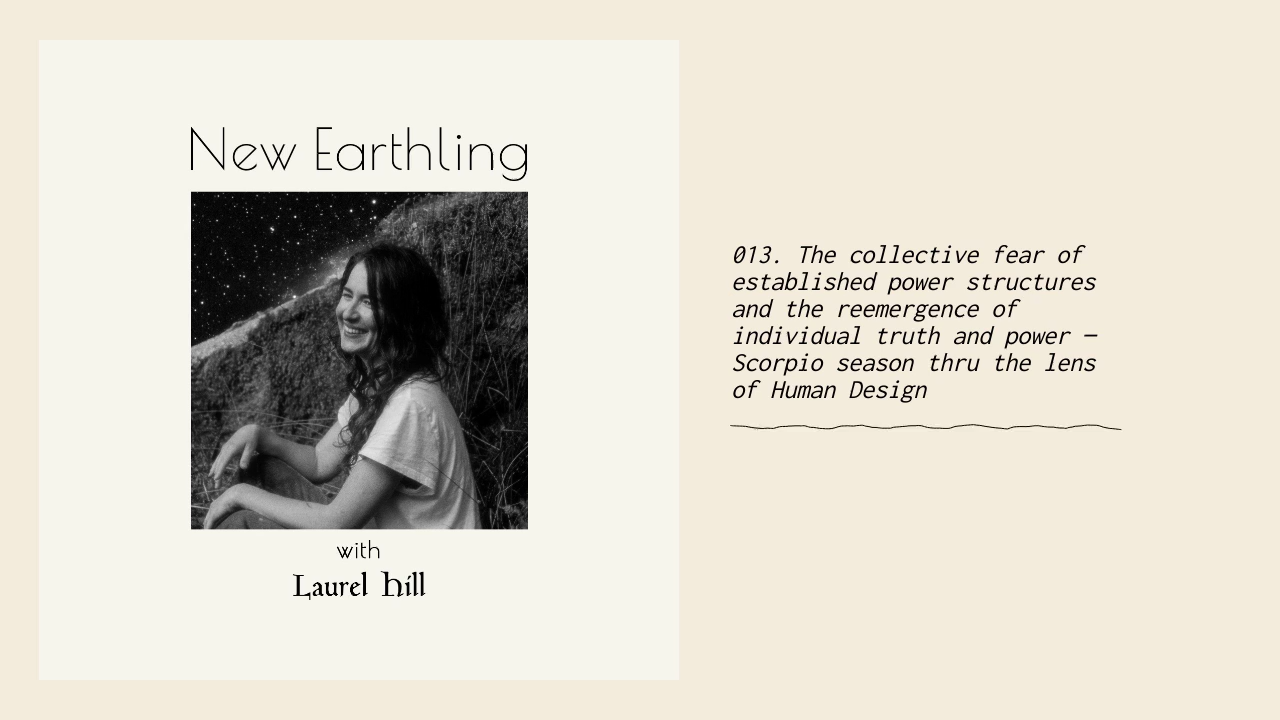 New Earthling
with
Laurel hill
013. The collective fear of
established power structures
and the reemergence of
individual truth and power —
Scorpio season thru the lens
of Human Design